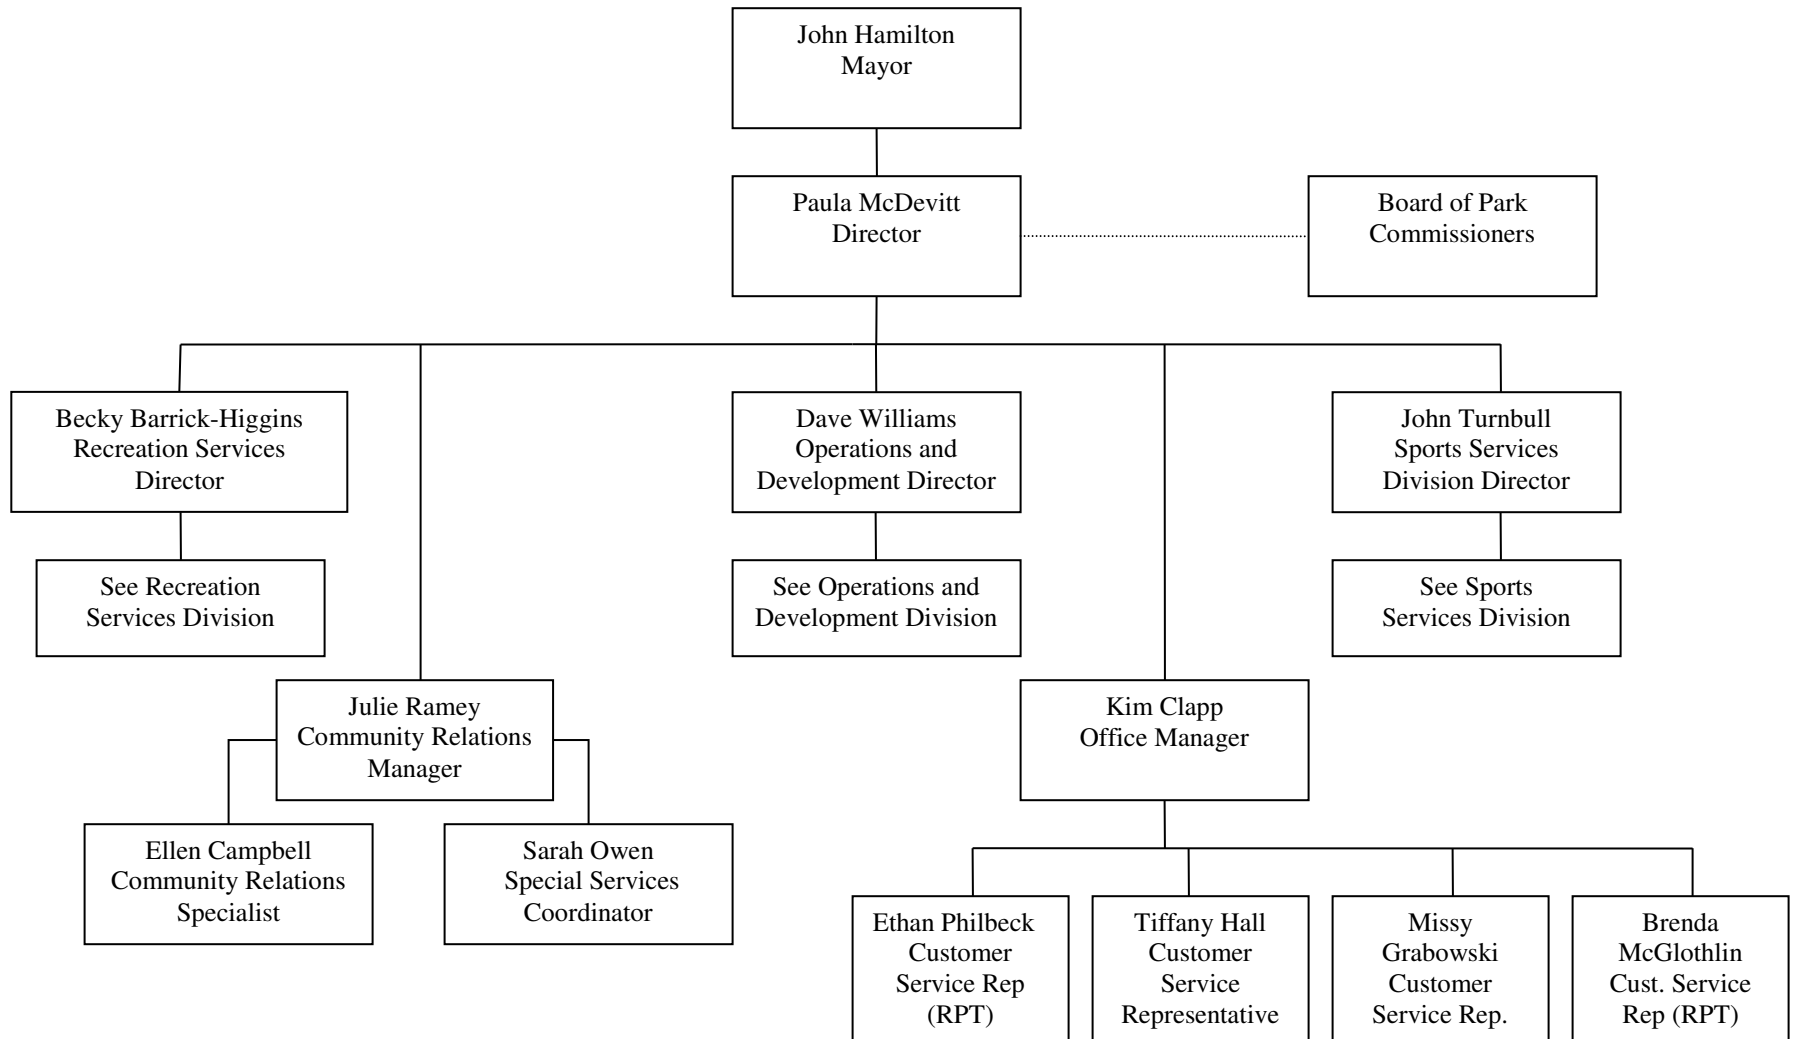 John Hamilton
Mayor
Paula McDevitt
Director
Board of Park
Commissioners
Becky Barrick-Higgins
Recreation Services
Director
Dave Williams
Operations and
Development Director
John Turnbull
Sports Services
Division Director
See Recreation
Services Division
See Operations and
Development Division
See Sports
Services Division
Julie Ramey
Community Relations
Manager
Kim Clapp
Office Manager
Ellen Campbell
Community Relations
Specialist
Sarah Owen
Special Services
Coordinator
Ethan Philbeck
Customer
Service Rep
(RPT)
Tiffany Hall
Customer
Service
Representative
Missy
Grabowski
Customer
Service Rep.
Brenda
McGlothlin
Cust. Service
Rep (RPT)